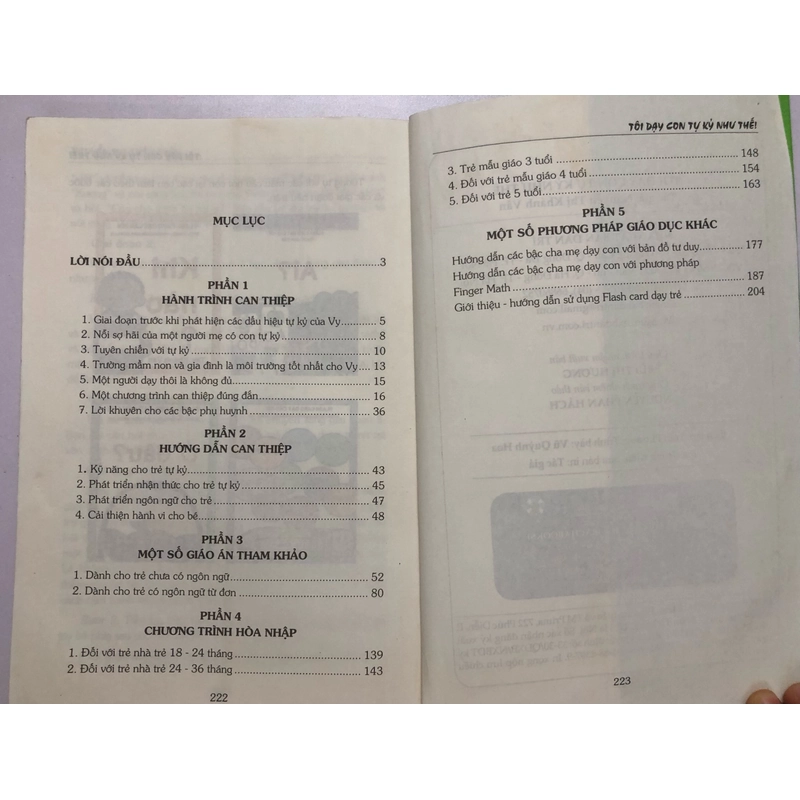 MỤC LỤC
LỜI NÓI ĐẦU....................3
PHẦN 1
HÀNH TRÌNH CAN THIỆP
1. Giai đoạn trước khi phát hiện các dấu hiệu tự kỷ của Vy........ 5
2. Nỗi sợ hãi của một người mẹ có con tự kỷ........ 8
3. Tuyên chiến với tự kỷ........ 10
4. Trường mầm non và gia đình là môi trường tốt nhất cho Vy.... 13
5. Một người dạy thôi là không đủ........ 15
6. Một chương trình can thiệp đúng đắn........ 16
7. Lời khuyên cho các bậc phụ huynh........ 36
PHẦN 2
HƯỚNG DẪN CAN THIỆP
1. Kỹ năng cho trẻ tự kỷ........ 43
2. Phát triển nhận thức cho trẻ tự kỷ........ 45
3. Phát triển ngôn ngữ cho trẻ........ 47
4. Cải thiện hành vi cho bé........ 48
PHẦN 3
MỘT SỐ GIÁO ÁN THAM KHẢO
1. Dành cho trẻ chưa có ngôn ngữ........ 52
2. Dành cho trẻ có ngôn ngữ từ đơn........ 80
PHẦN 4
CHƯƠNG TRÌNH HÒA NHẬP
1. Đối với trẻ nhà trẻ 18 - 24 tháng........ 139
2. Đối với trẻ nhà trẻ 24 - 36 tháng........ 143
222
TÔI DẠY CON TỰ KỶ NHƯ THẾ!
3. Trẻ mẫu giáo 3 tuổi........ 148
4. Đối với trẻ mẫu giáo 4 tuổi........ 154
5. Đối với trẻ 5 tuổi........ 163
PHẦN 5
MỘT SỐ PHƯƠNG PHÁP GIÁO DỤC KHÁC
Hướng dẫn các bậc cha mẹ dạy con với bản đồ tư duy........ 177
Hướng dẫn các bậc cha mẹ dạy con với phương pháp
Finger Math........ 187
Giới thiệu - hướng dẫn sử dụng Flash card dạy trẻ........ 204
223